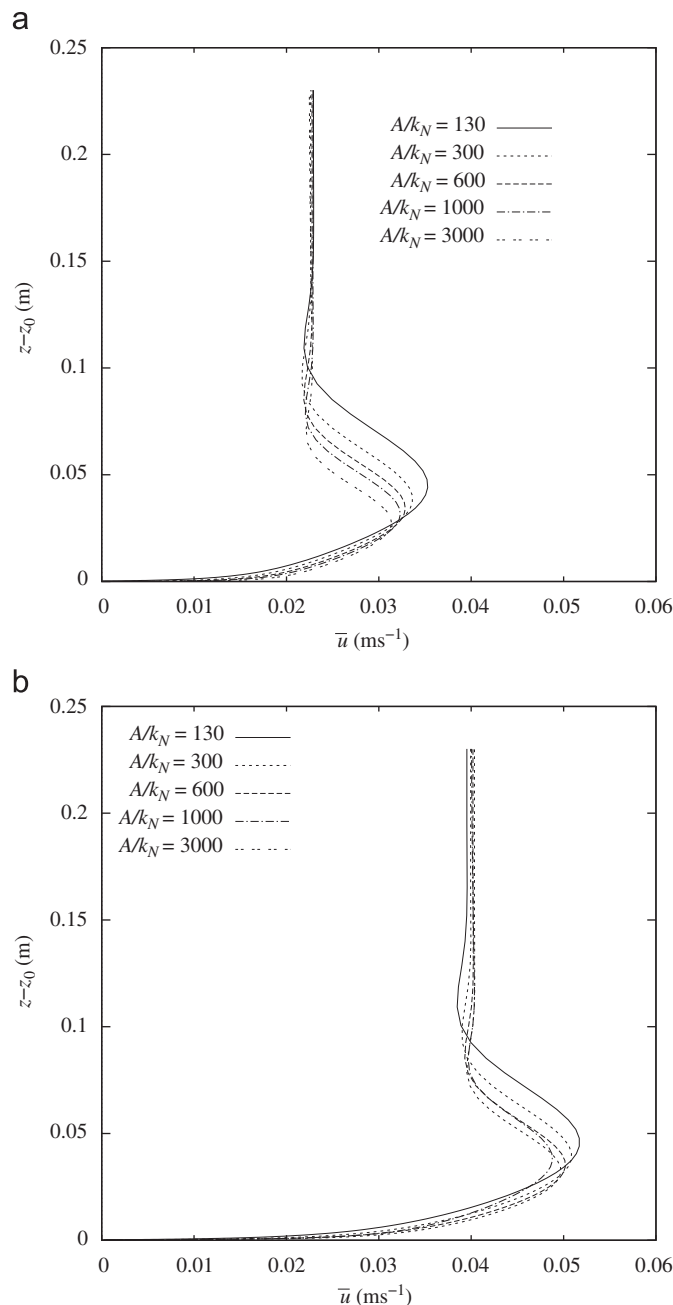 a
0.25
0.2
0.15
0.1
0.05
0
z–z0 (m)
A/kN = 130
A/kN = 300
A/kN = 600
A/kN = 1000
A/kN = 3000
0 0.01 0.02 0.03 0.04 0.05 0.06
u̅ (ms⁻¹)
b
0.25
0.2
0.15
0.1
0.05
0
z–z0 (m)
A/kN = 130
A/kN = 300
A/kN = 600
A/kN = 1000
A/kN = 3000
0 0.01 0.02 0.03 0.04 0.05 0.06
u̅ (ms⁻¹)